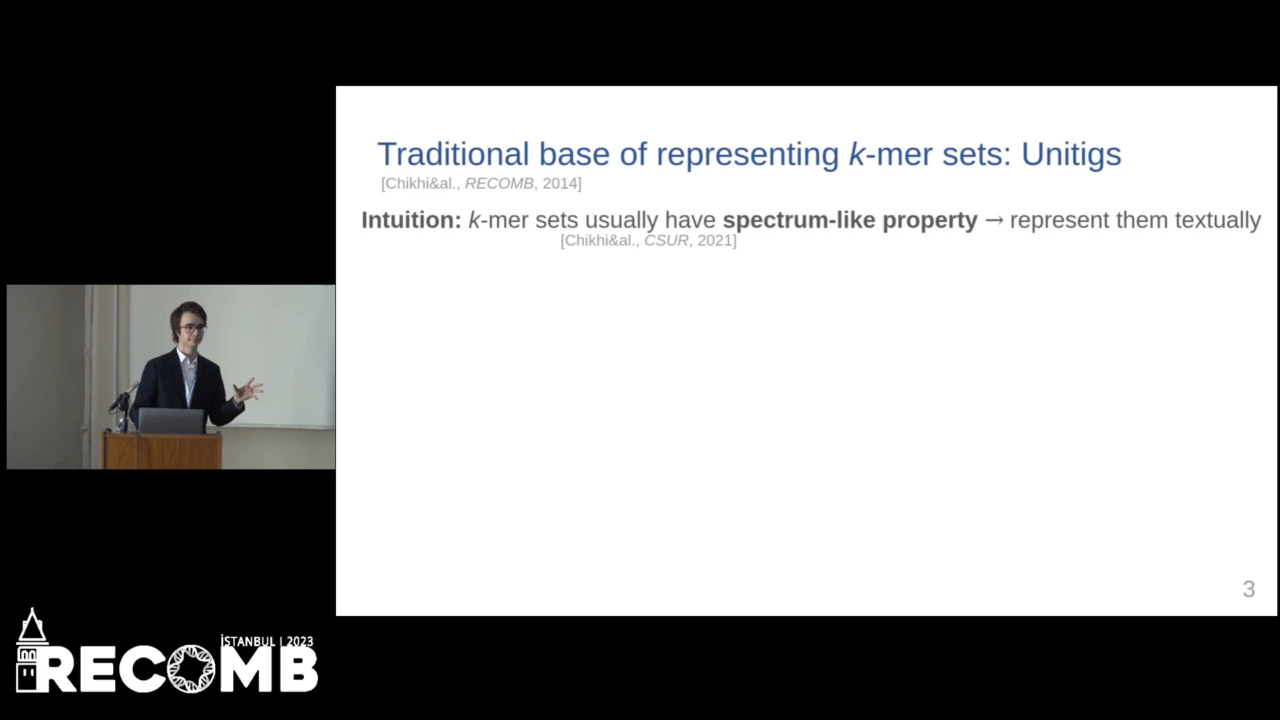 Traditional base of representing k-mer sets: Unitigs
[Chikhi&al., RECOMB, 2014]
Intuition: k-mer sets usually have spectrum-like property → represent them textually
[Chikhi&al., CSUR, 2021]
3
İSTANBUL | 2023
RECOMB